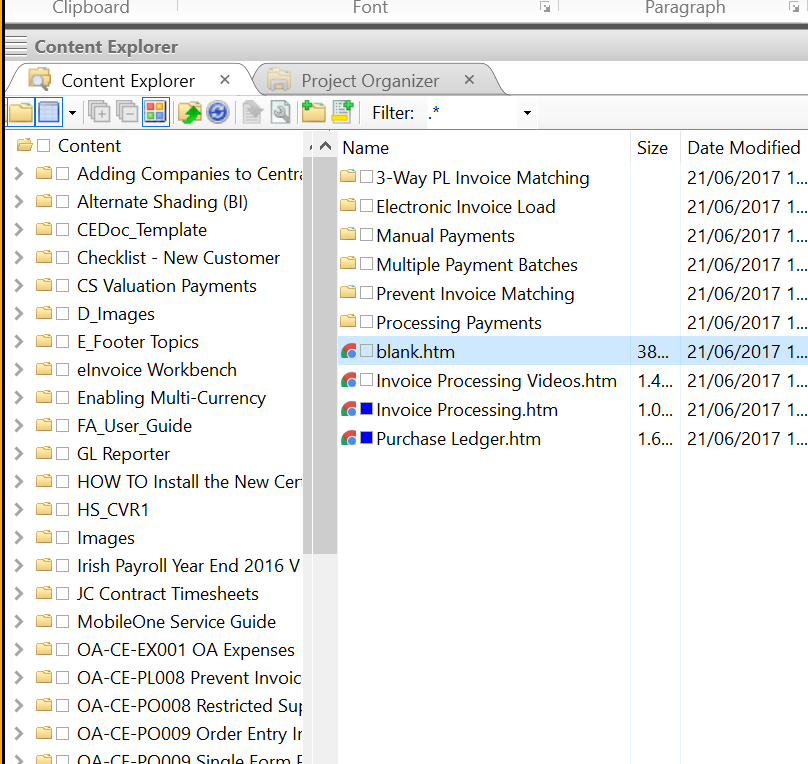 Clipboard Font Paragraph
Content Explorer
Content Explorer Project Organizer
Filter: .*
Content
Adding Companies to Centra
Alternate Shading (BI)
CEDoc_Template
Checklist - New Customer
CS Valuation Payments
D_Images
E_Footer Topics
eInvoice Workbench
Enabling Multi-Currency
FA_User_Guide
GL Reporter
HOW TO Install the New Cer
HS_CVR1
Images
Irish Payroll Year End 2016 V
JC Contract Timesheets
MobileOne Service Guide
OA-CE-EX001 OA Expenses
OA-CE-PL008 Prevent Invoic
OA-CE-PO008 Restricted Sup
OA-CE-PO009 Order Entry In
OA-CE-PO009 Single Form
Name Size Date Modified
3-Way PL Invoice Matching 21/06/2017 1...
Electronic Invoice Load 21/06/2017 1...
Manual Payments 21/06/2017 1...
Multiple Payment Batches 21/06/2017 1...
Prevent Invoice Matching 21/06/2017 1...
Processing Payments 21/06/2017 1...
blank.htm 38... 21/06/2017 1...
Invoice Processing Videos.htm 1.4... 21/06/2017 1...
Invoice Processing.htm 1.0... 21/06/2017 1...
Purchase Ledger.htm 1.6... 21/06/2017 1...